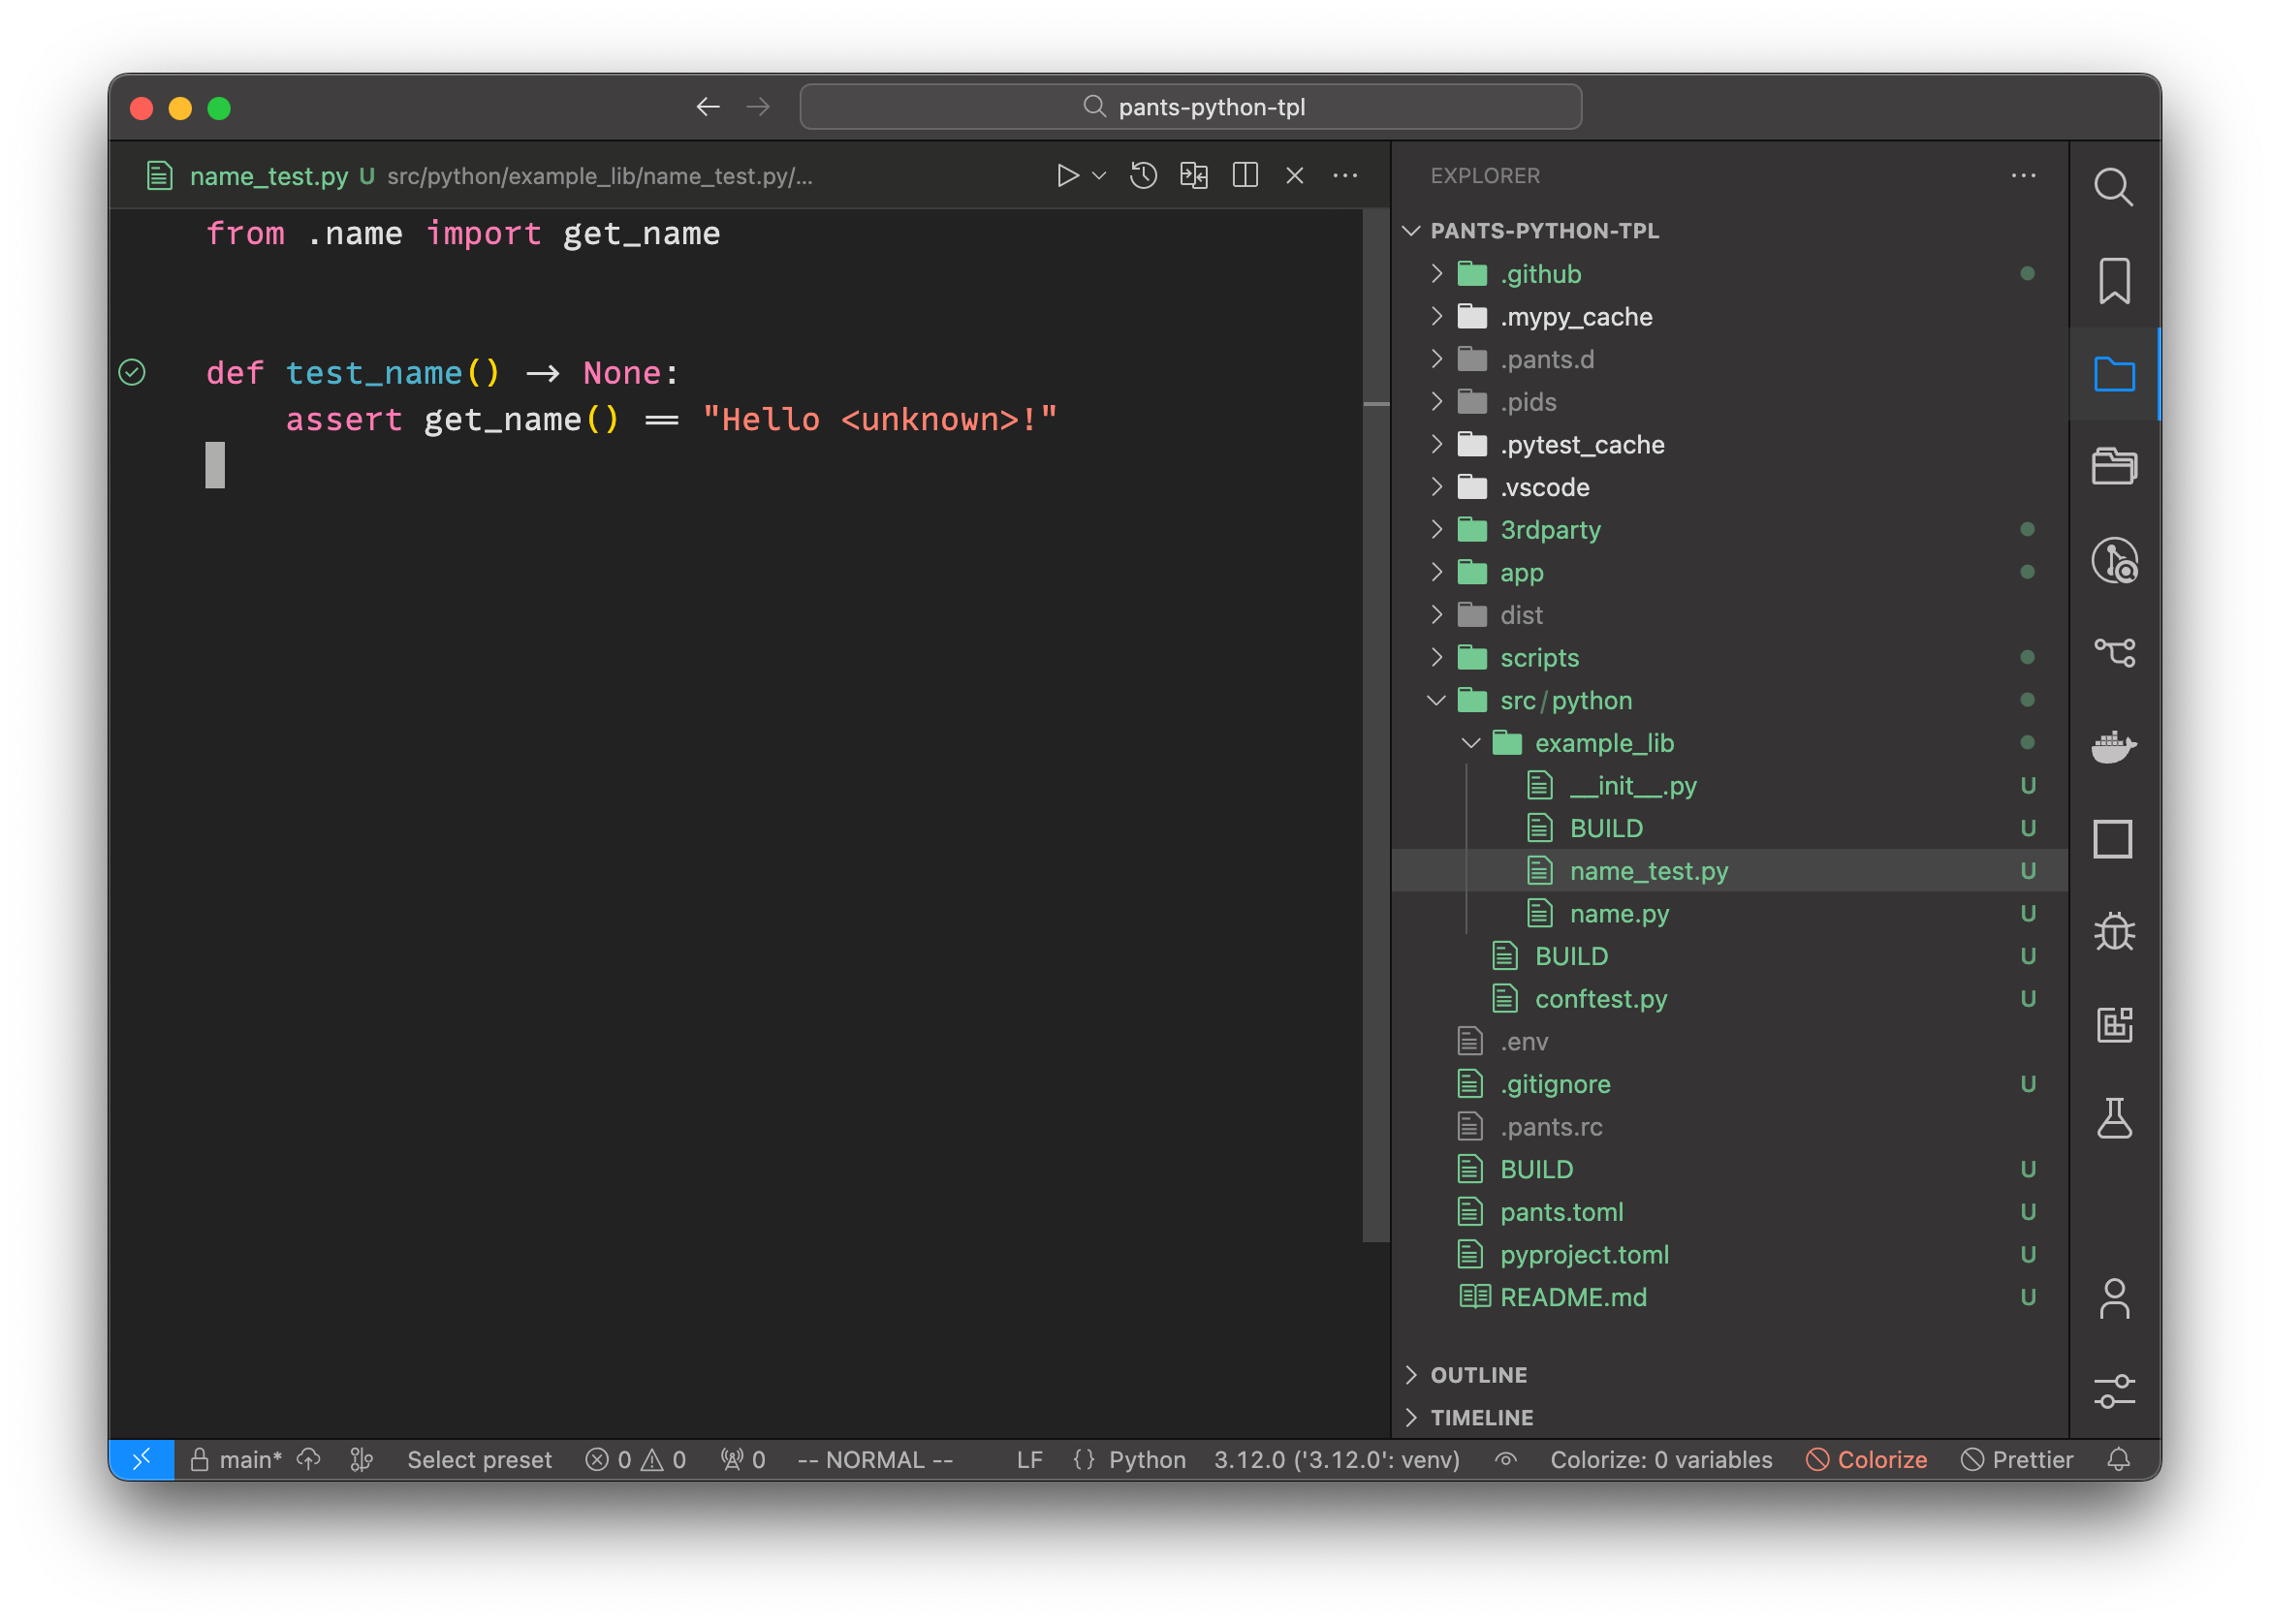 pants-python-tpl
name_test.py U src/python/example_lib/name_test.py/...
from .name import get_name
def test_name() → None:
    assert get_name() == "Hello <unknown>!"
EXPLORER
PANTS-PYTHON-TPL
.github
.mypy_cache
.pants.d
.pids
.pytest_cache
.vscode
3rdparty
app
dist
scripts
src/python
example_lib
__init__.py U
BUILD U
name_test.py U
name.py U
BUILD U
conftest.py U
.env
.gitignore U
.pants.rc
BUILD U
pants.toml U
pyproject.toml U
README.md U
OUTLINE
TIMELINE
main* Select preset 0 0 0 -- NORMAL -- LF {} Python 3.12.0 ('3.12.0': venv) Colorize: 0 variables Colorize Prettier